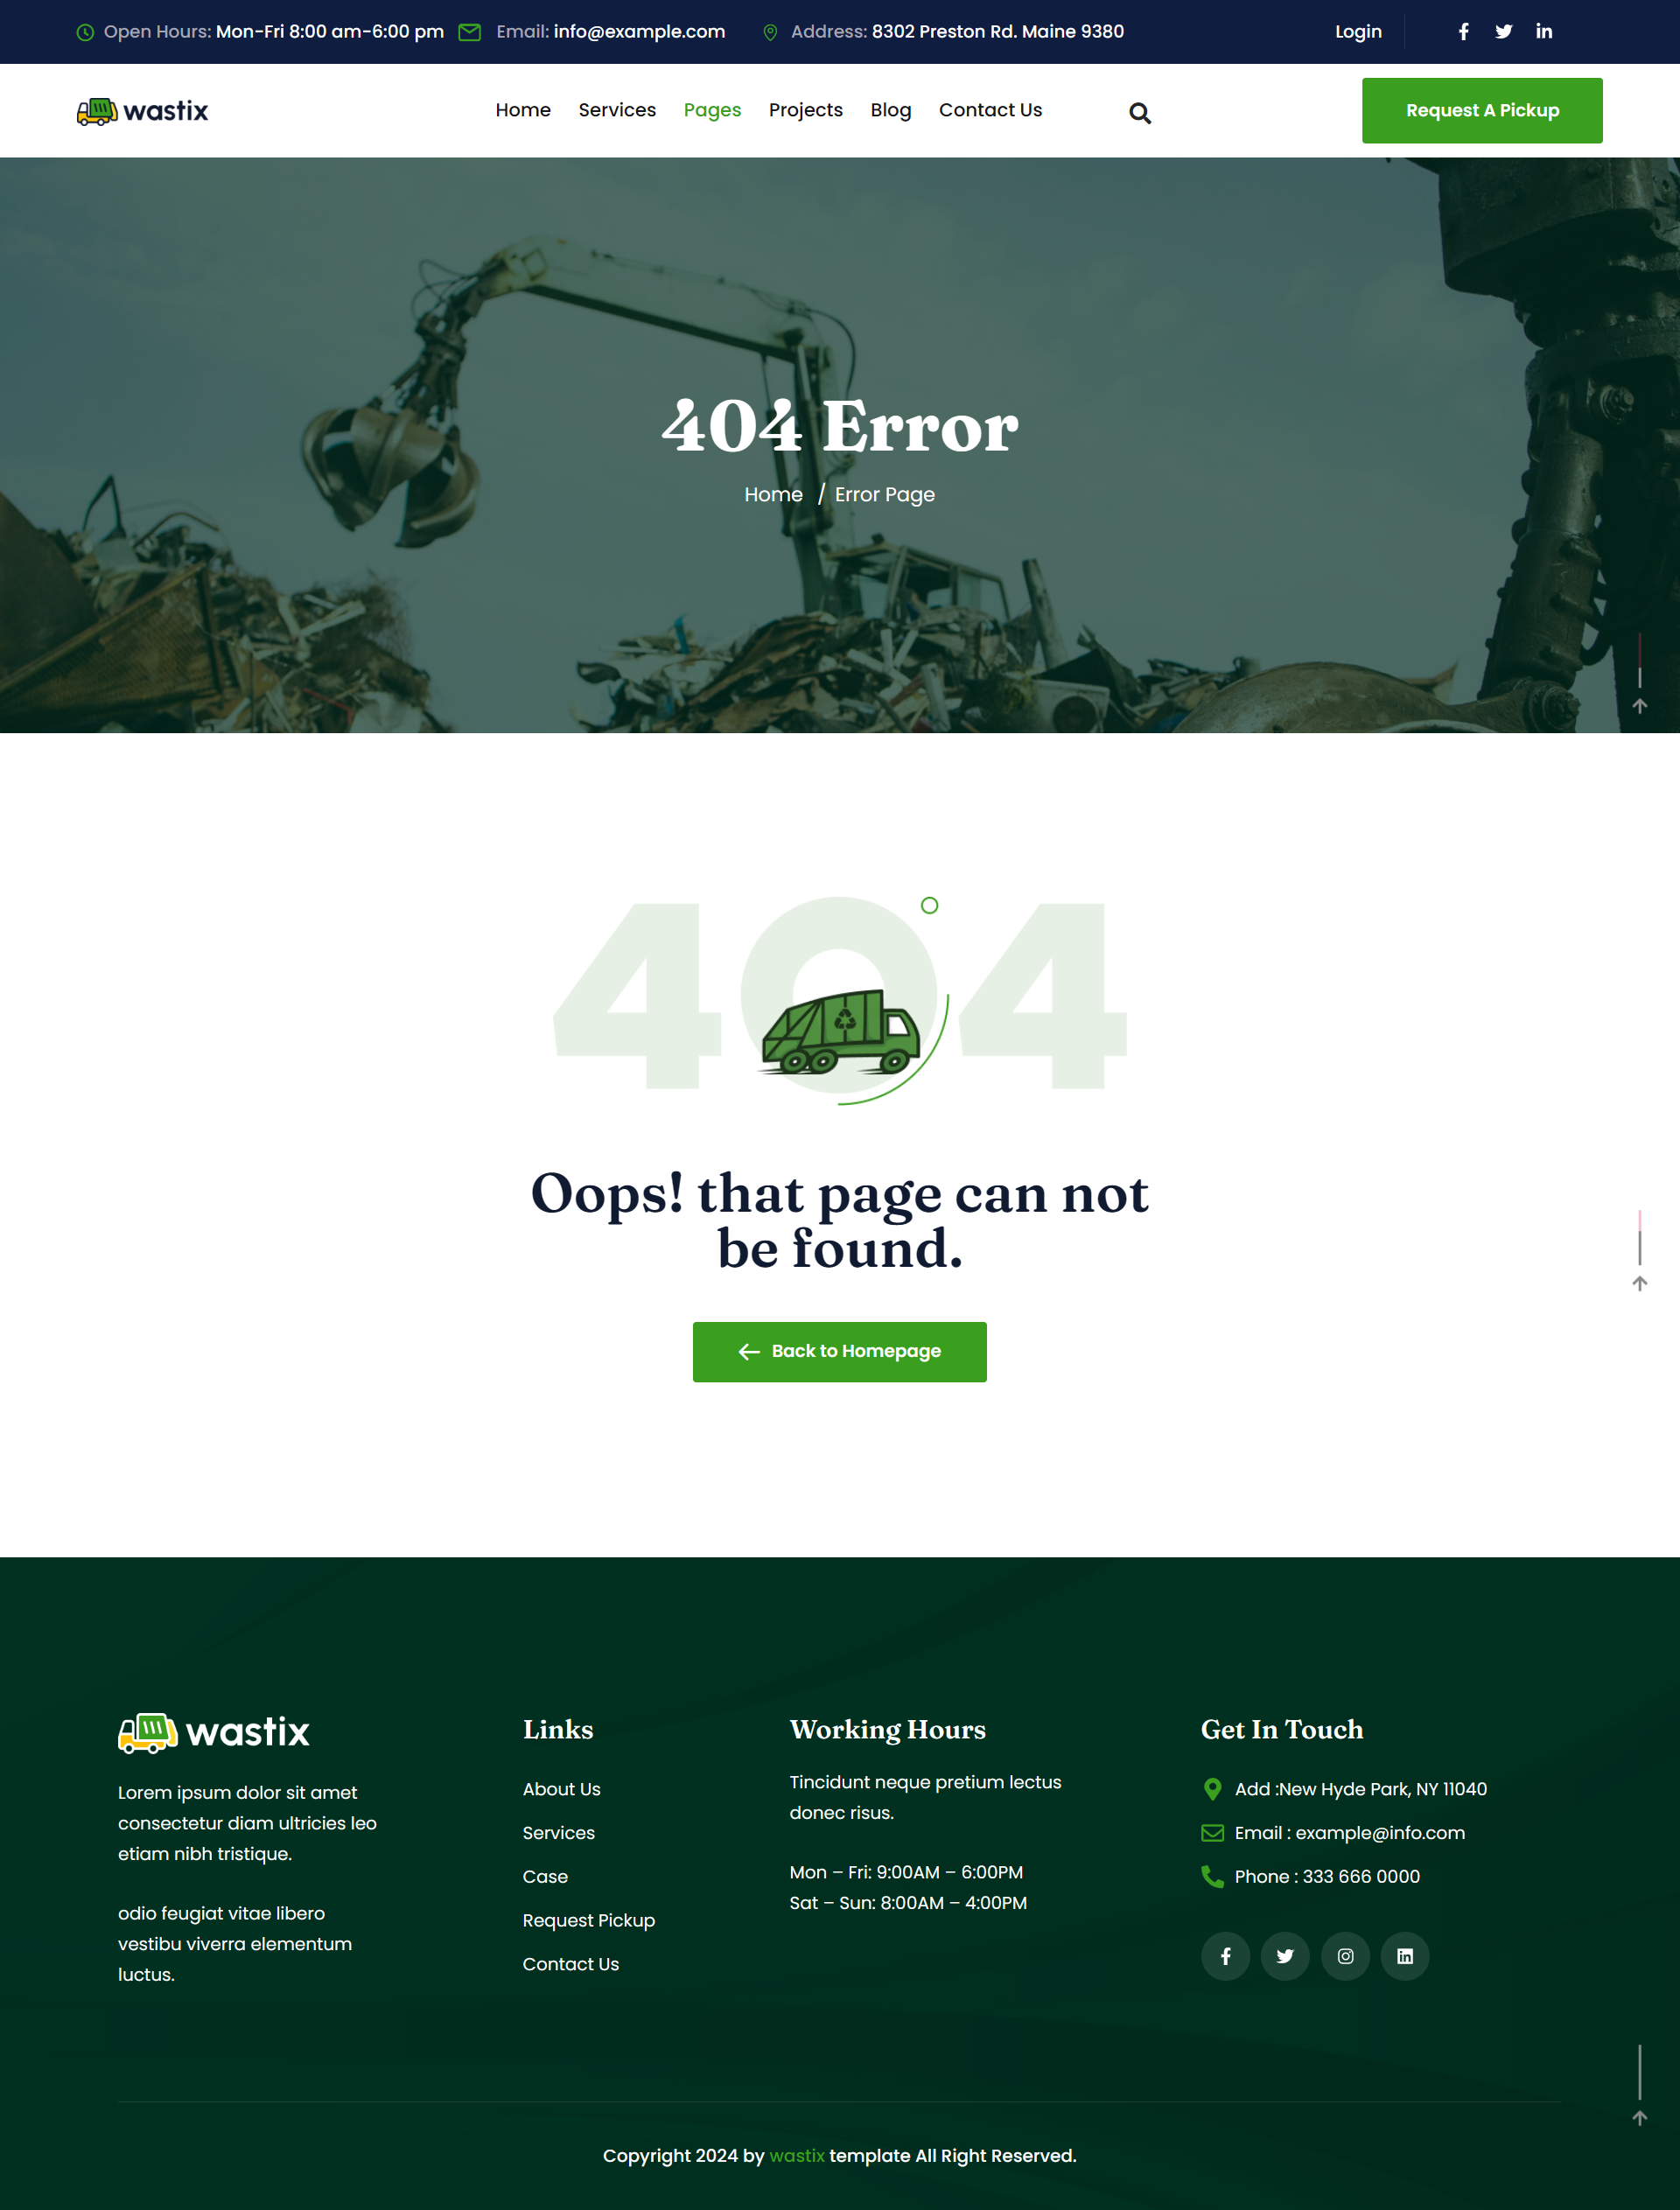 Open Hours: Mon-Fri 8:00 am-6:00 pm Email: info@example.com Address: 8302 Preston Rd. Maine 9380 Login
wastix Home Services Pages Projects Blog Contact Us Request A Pickup
404 Error
Home / Error Page
404
Oops! that page can not
be found.
Back to Homepage
wastix
Lorem ipsum dolor sit amet
consectetur diam ultricies leo
etiam nibh tristique.
odio feugiat vitae libero
vestibu viverra elementum
luctus.
Links
About Us
Services
Case
Request Pickup
Contact Us
Working Hours
Tincidunt neque pretium lectus
donec risus.
Mon – Fri: 9:00AM – 6:00PM
Sat – Sun: 8:00AM – 4:00PM
Get In Touch
Add :New Hyde Park, NY 11040
Email : example@info.com
Phone : 333 666 0000
Copyright 2024 by wastix template All Right Reserved.